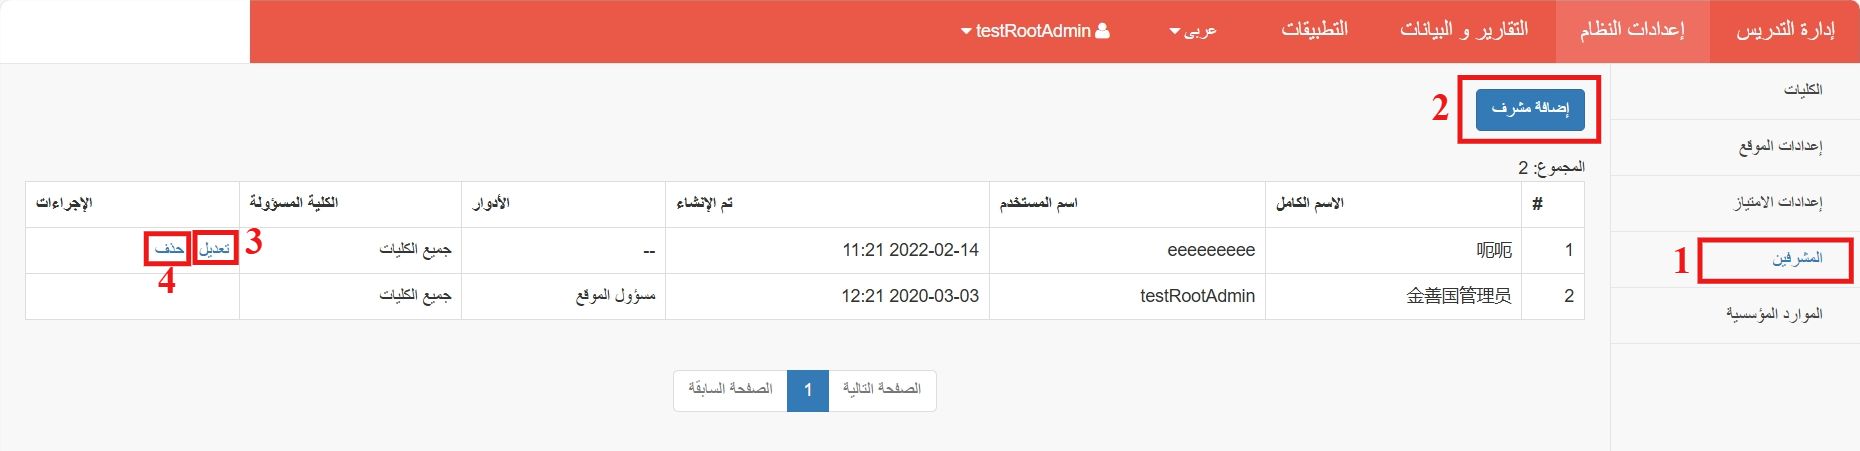 إدارة التدريس إعدادات النظام التقارير و البيانات التطبيقات عربى testRootAdmin
الكليات
إعدادات الموقع
إعدادات الامتياز
المشرفين 1
الموارد المؤسسية
إضافة مشرف 2
المجموع: 2
# الاسم الكامل اسم المستخدم تم الإنشاء الأدوار الكلية المسؤولة الإجراءات
1 呃呃 eeeeeeeee 2022-02-14 11:21 -- جميع الكليات 3 تعديل حذف
4
2 金善国管理员 testRootAdmin 2020-03-03 12:21 مسؤول الموقع جميع الكليات
الصفحة التالية 1 الصفحة السابقة